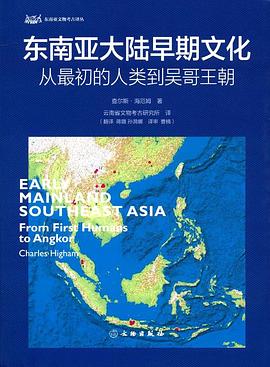 东南亚文物考古译丛
东南亚大陆早期文化
从最初的人类到吴哥王朝
查尔斯·海厄姆 著
云南省文物考古研究所 译
EARLY
MAINLAND
SOUTHEAST ASIA
From First Humans
to Angkor
Charles Higham
文物出版社